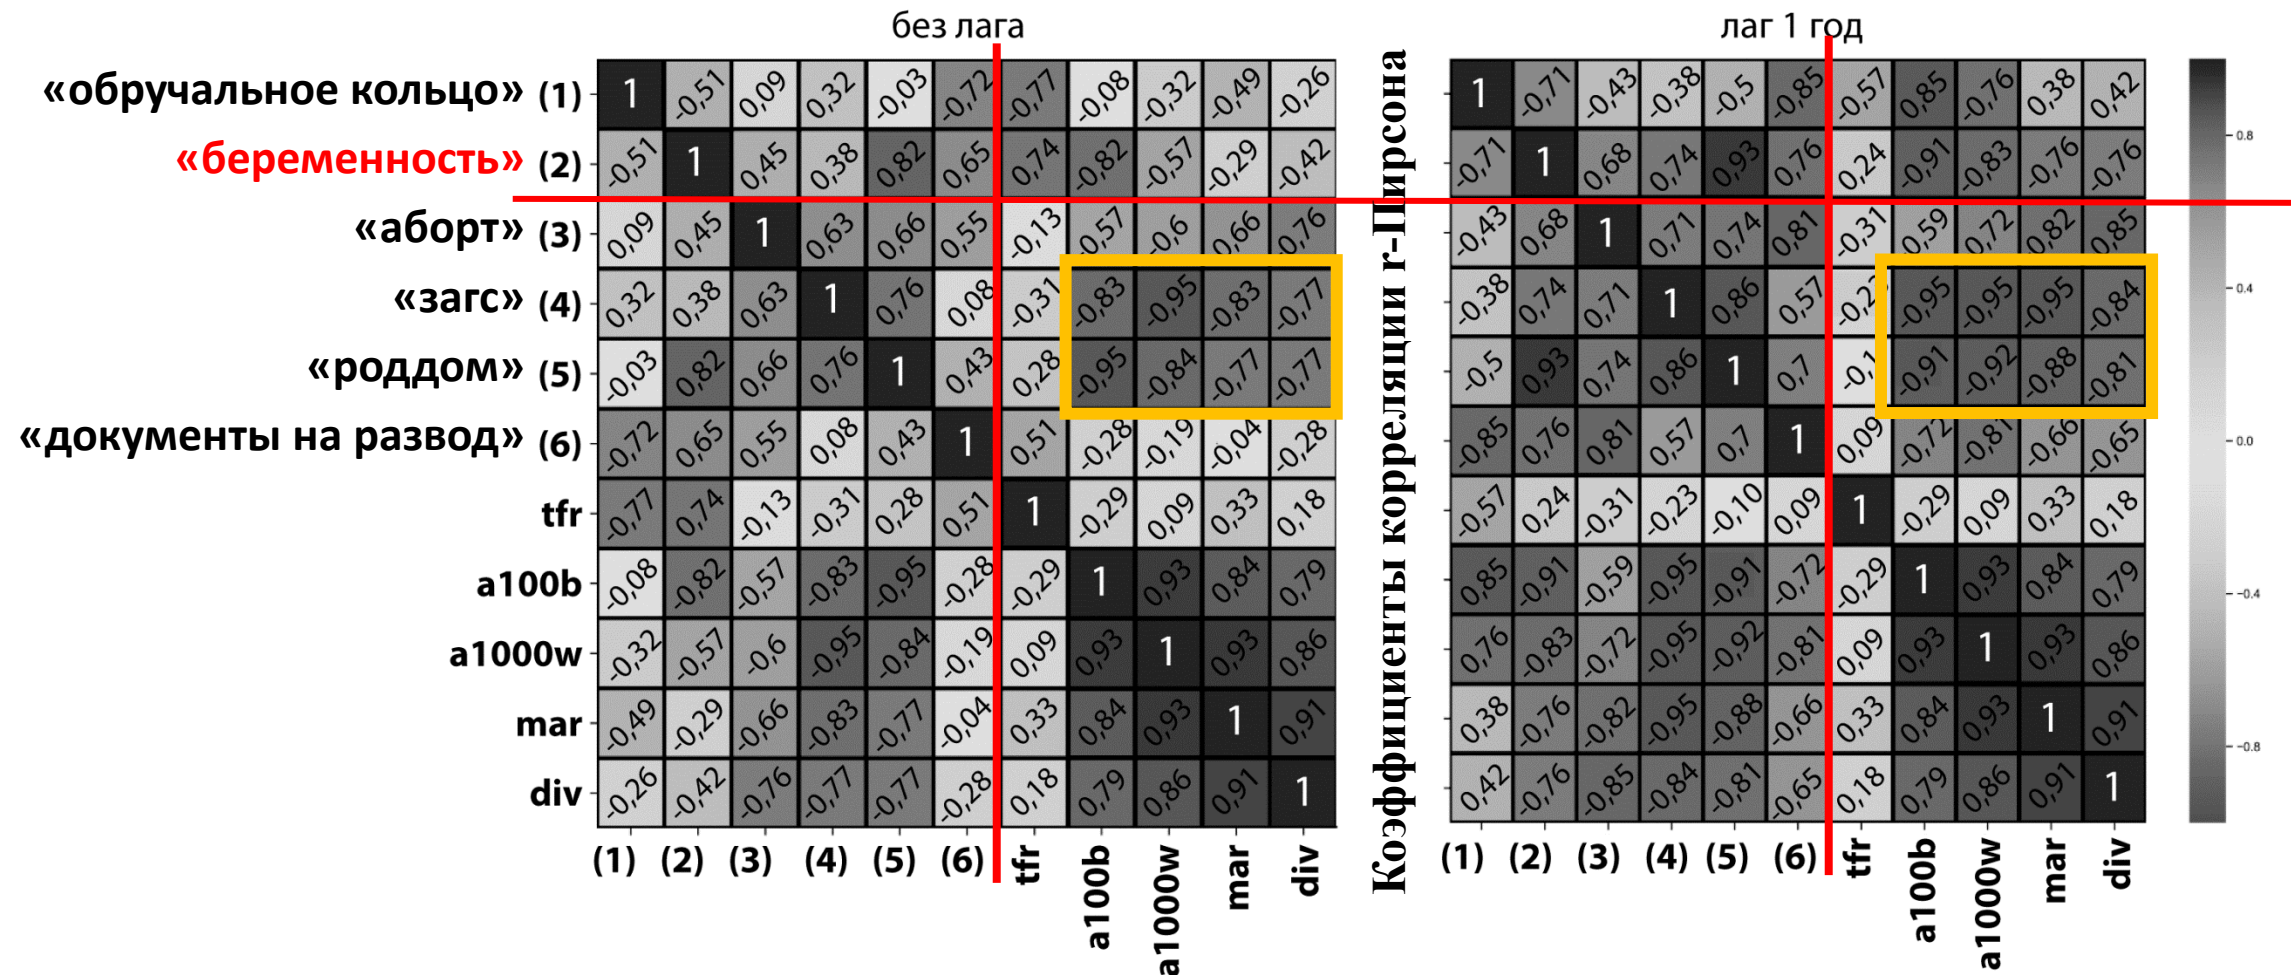 без лага
лаг 1 год
«обручальное кольцо» (1) 1 -0,51 0,09 0,32 -0,03 -0,72 -0,77 -0,08 -0,32 -0,49 -0,26
«беременность» (2) -0,51 1 0,45 0,38 0,82 0,65 0,74 -0,82 -0,57 -0,29 -0,42
«аборт» (3) 0,09 0,45 1 0,63 0,66 0,55 -0,13 -0,57 -0,6 -0,66 -0,76
«загс» (4) 0,32 0,38 0,63 1 0,76 0,08 -0,31 -0,83 -0,95 -0,83 -0,77
«роддом» (5) -0,03 0,82 0,66 0,76 1 0,43 0,28 -0,95 -0,84 -0,77 -0,77
«документы на развод» (6) -0,72 0,65 0,55 0,08 0,43 1 0,51 -0,28 -0,19 -0,04 -0,28
tfr -0,77 0,74 -0,13 -0,31 0,28 0,51 1 -0,29 0,09 0,33 0,18
a100b -0,08 -0,82 -0,57 -0,83 -0,95 -0,28 -0,29 1 0,93 0,84 0,79
a1000w -0,32 -0,57 -0,6 -0,95 -0,84 -0,19 0,09 0,93 1 0,93 0,86
mar -0,49 -0,29 -0,66 -0,83 -0,77 -0,04 0,33 0,84 0,93 1 0,91
div -0,26 -0,42 -0,76 -0,77 -0,77 -0,28 0,18 0,79 0,86 0,91 1
(1) (2) (3) (4) (5) (6) tfr a100b a1000w mar div
Коэффициенты корреляции r-Пирсона
1 -0,71 -0,43 -0,38 -0,5 -0,85 -0,57 0,85 -0,76 0,38 0,42
-0,71 1 0,68 0,74 0,93 0,76 0,24 -0,91 -0,83 -0,76 -0,76
-0,43 0,68 1 0,71 0,74 0,81 -0,31 0,59 0,72 0,82 0,85
-0,38 0,74 0,71 1 0,86 0,57 -0,23 -0,95 -0,95 -0,95 -0,84
-0,5 0,93 0,74 0,86 1 0,7 -0,1 -0,91 -0,92 -0,88 -0,81
-0,85 0,76 0,81 0,57 0,7 1 0,09 -0,72 -0,81 -0,66 -0,65
-0,57 0,24 -0,31 -0,23 -0,10 0,09 1 -0,29 0,09 0,33 0,18
0,85 -0,91 -0,59 -0,95 -0,91 -0,72 -0,29 1 0,93 0,84 0,79
0,76 -0,83 -0,72 -0,95 -0,92 -0,81 0,09 0,93 1 0,93 0,86
0,38 -0,76 -0,82 -0,95 -0,88 -0,66 0,33 0,84 0,93 1 0,91
0,42 -0,76 -0,85 -0,84 -0,81 -0,65 0,18 0,79 0,86 0,91 1
(1) (2) (3) (4) (5) (6) tfr a100b a1000w mar div
0.8
0.4
0.0
-0.4
-0.8